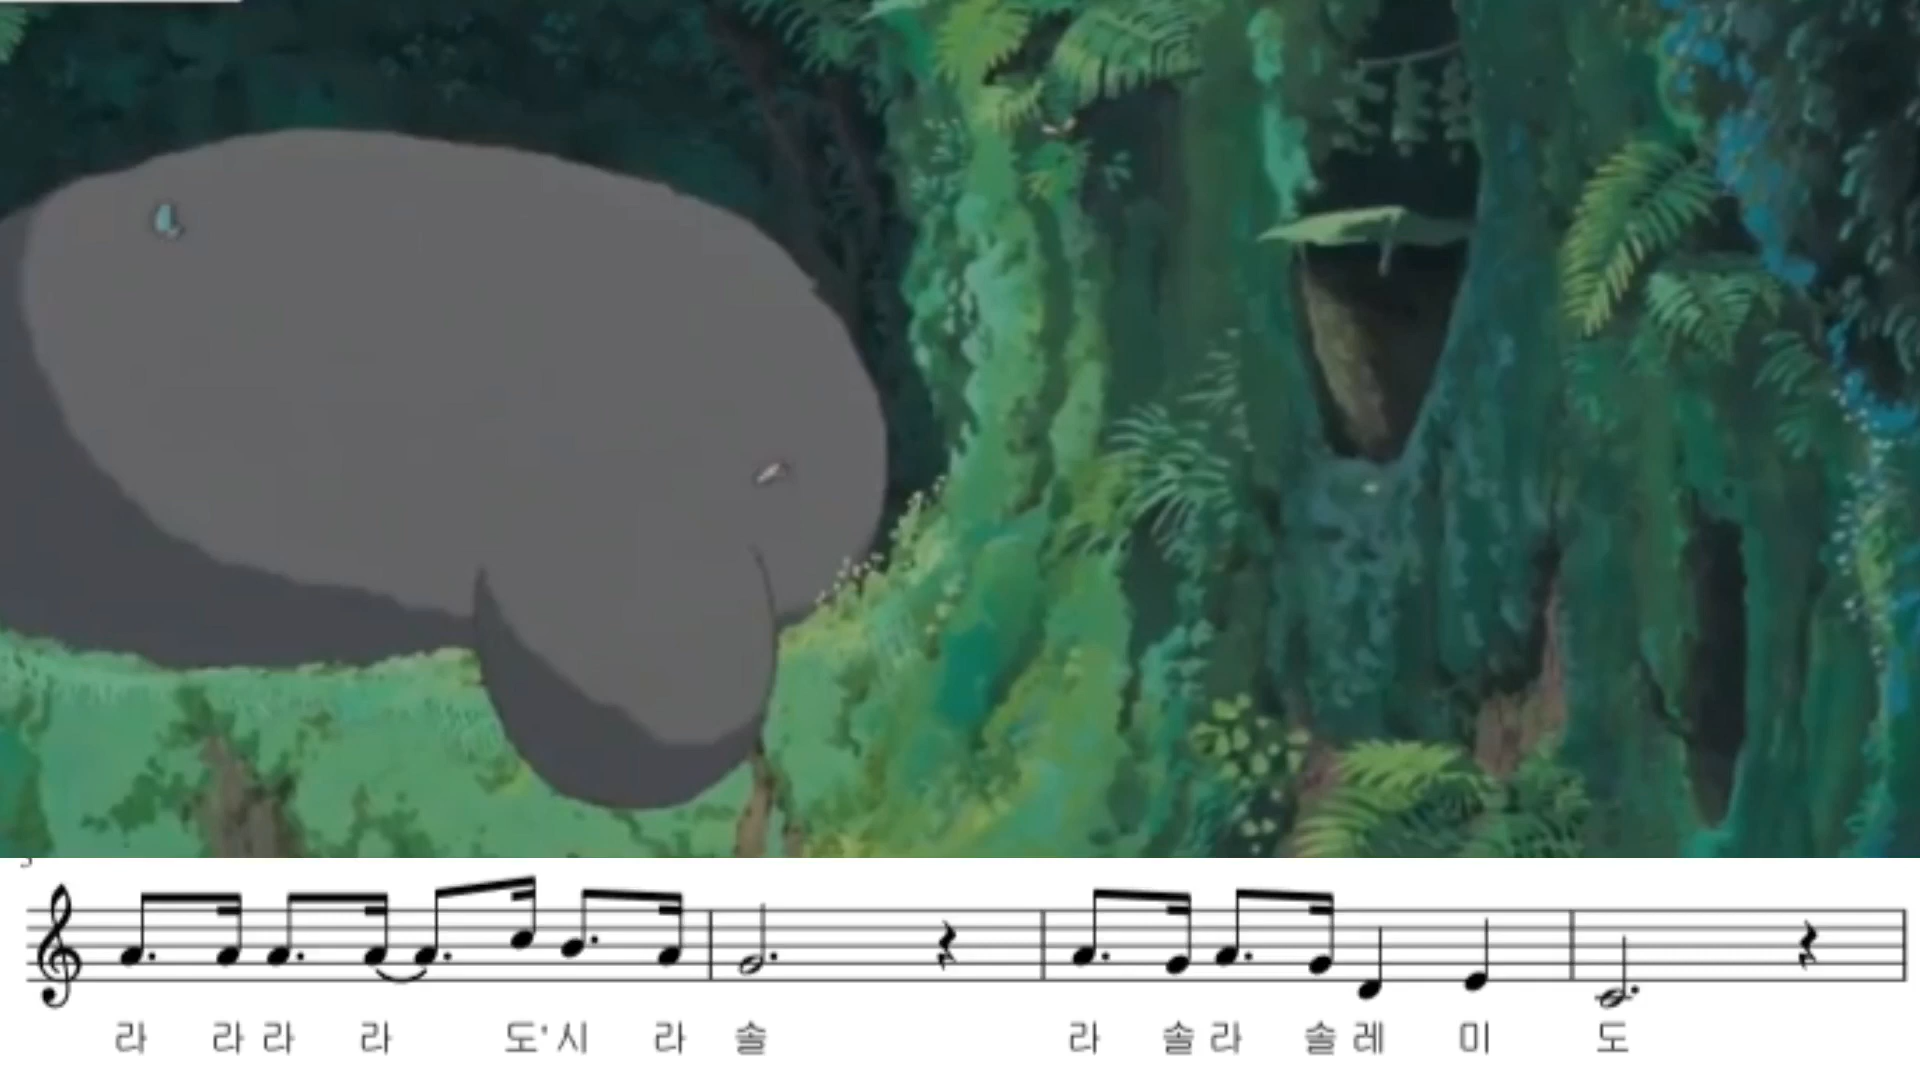 라 라 라 라 도' 시 라 솔 라 솔 라 솔 레 미 도